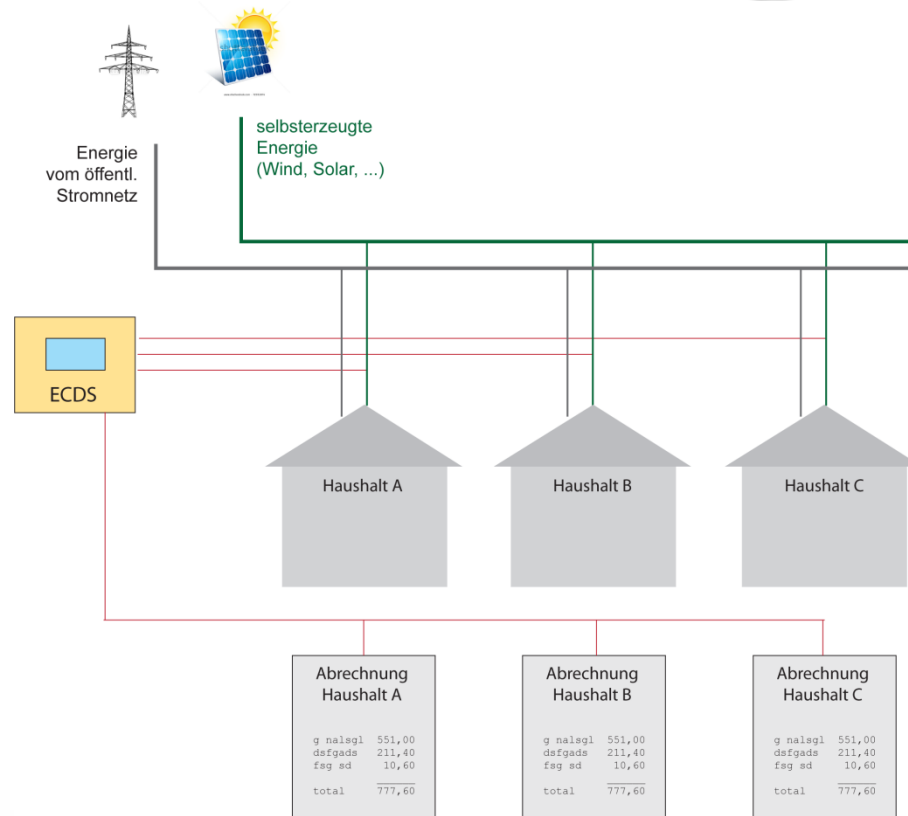 selbsterzeugte
Energie
(Wind, Solar, ...)
Energie
vom öffentl.
Stromnetz
ECDS
Haushalt A
Haushalt B
Haushalt C
Abrechnung
Haushalt A
g nalsgl 551,00
dsfgads 211,40
fsg sd 10,60
total 777,60
Abrechnung
Haushalt B
g nalsgl 551,00
dsfgads 211,40
fsg sd 10,60
total 777,60
Abrechnung
Haushalt C
g nalsgl 551,00
dsfgads 211,40
fsg sd 10,60
total 777,60